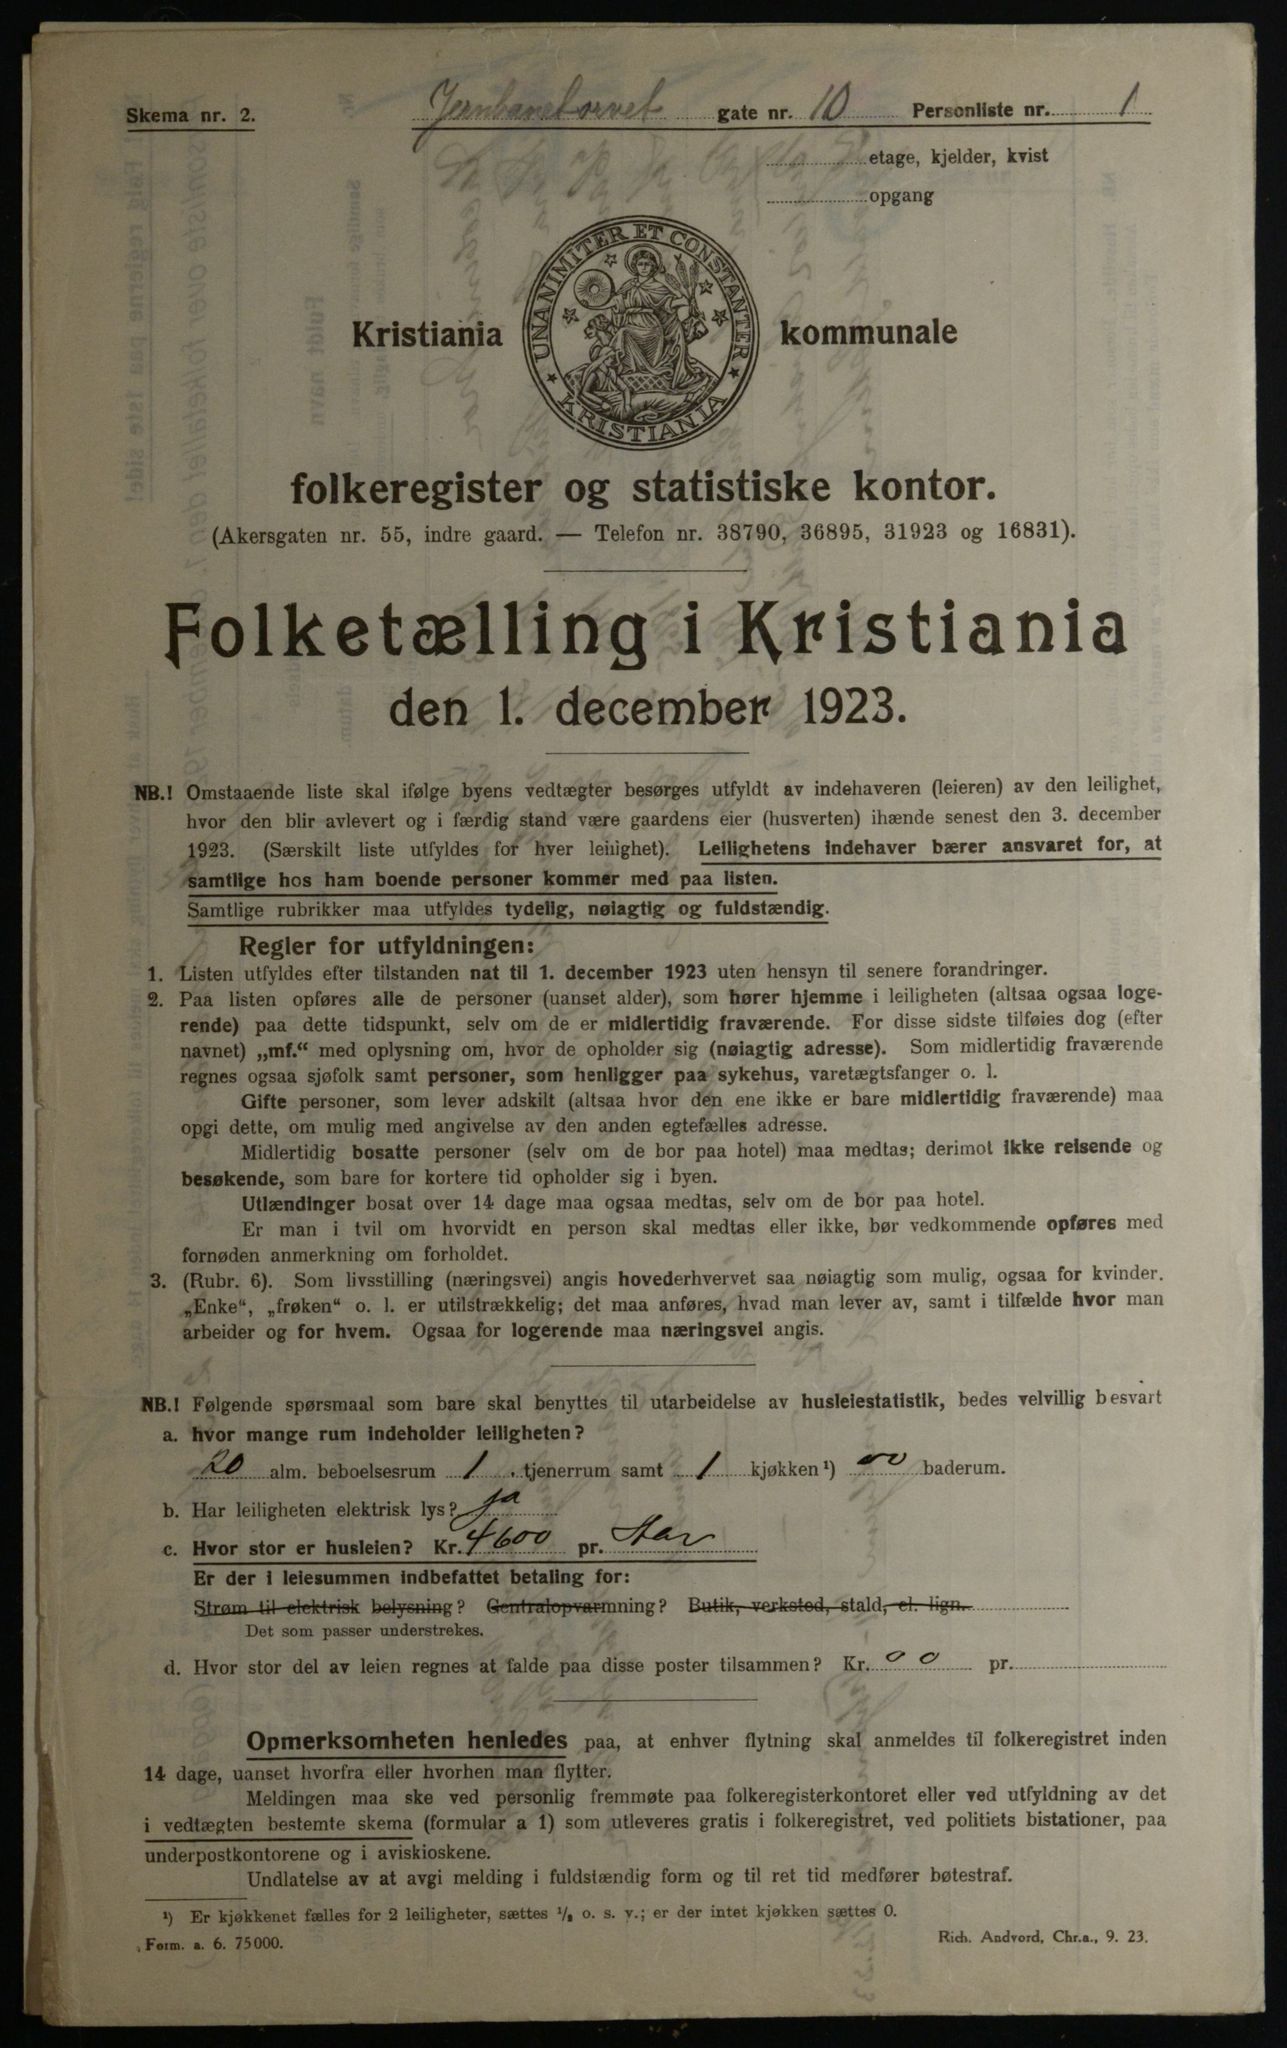 Skema nr. 2. Jernbanetorvet gate nr. 10 Personliste nr. 1
etage, kjelder, kvist
opgang
UNANIMITER ET CONSTANTER
KRISTIANIA
Kristiania kommunale
folkeregister og statistiske kontor.
(Akersgaten nr. 55, indre gaard. — Telefon nr. 38790, 36895, 31923 og 16831).
Folketælling i Kristiania
den 1. december 1923.
NB.! Omstaaende liste skal ifølge byens vedtægter besørges utfyldt av indehaveren (leieren) av den leilighet,
hvor den blir avlevert og i færdig stand være gaardens eier (husverten) ihænde senest den 3. december
1923. (Særskilt liste utfyldes for hver leilighet). Leilighetens indehaver bærer ansvaret for, at
samtlige hos ham boende personer kommer med paa listen.
Samtlige rubrikker maa utfyldes tydelig, nøiagtig og fuldstændig.
Regler for utfyldningen:
1. Listen utfyldes efter tilstanden nat til 1. december 1923 uten hensyn til senere forandringer.
2. Paa listen opføres alle de personer (uanset alder), som hører hjemme i leiligheten (altsaa ogsaa loge-
rende) paa dette tidspunkt, selv om de er midlertidig fraværende. For disse sidste tilføies dog (efter
navnet) „mf.“ med oplysning om, hvor de opholder sig (nøiagtig adresse). Som midlertidig fraværende
regnes ogsaa sjøfolk samt personer, som henligger paa sykehus, varetægtsfanger o. l.
Gifte personer, som lever adskilt (altsaa hvor den ene ikke er bare midlertidig fraværende) maa
opgi dette, om mulig med angivelse av den anden egtefælles adresse.
Midlertidig bosatte personer (selv om de bor paa hotel) maa medtas; derimot ikke reisende og
besøkende, som bare for kortere tid opholder sig i byen.
Utlændinger bosat over 14 dage maa ogsaa medtas, selv om de bor paa hotel.
Er man i tvil om hvorvidt en person skal medtas eller ikke, bør vedkommende opføres med
fornøden anmerkning om forholdet.
3. (Rubr. 6). Som livsstilling (næringsvei) angis hovederhvervet saa nøiagtig som mulig, ogsaa for kvinder.
„Enke“, „frøken“ o. l. er utilstrækkelig; det maa anføres, hvad man lever av, samt i tilfælde hvor man
arbeider og for hvem. Ogsaa for logerende maa næringsvei angis.
NB.! Følgende spørsmaal som bare skal benyttes til utarbeidelse av husleiestatistik, bedes velvillig besvart
a. hvor mange rum indeholder leiligheten?
20 alm. beboelsesrum 1 tjenerrum samt 1 kjøkken¹) 00 baderum.
b. Har leiligheten elektrisk lys? ja
c. Hvor stor er husleien? Kr. 4600 pr. Aar
Er der i leiesummen indbefattet betaling for:
Strøm til elektrisk belysning? Centralopvarmning? Butik, verksted, stald, el. lign.
Det som passer understrekes.
d. Hvor stor del av leien regnes at falde paa disse poster tilsammen? Kr. 00 pr.
Opmerksomheten henledes paa, at enhver flytning skal anmeldes til folkeregistret inden
14 dage, uanset hvorfra eller hvorhen man flytter.
Meldingen maa ske ved personlig fremmøte paa folkeregisterkontoret eller ved utfyldning av det
i vedtægten bestemte skema (formular a 1) som utleveres gratis i folkeregistret, ved politiets bistationer, paa
underpostkontorene og i aviskioskene.
Undlatelse av at avgi melding i fuldstændig form og til ret tid medfører bøtestraf.
¹) Er kjøkkenet fælles for 2 leiligheter, sættes ½ o. s. v.; er der intet kjøkken sættes 0.
Form. a. 6. 75000. Rich. Andvord, Chr.a., 9. 23.